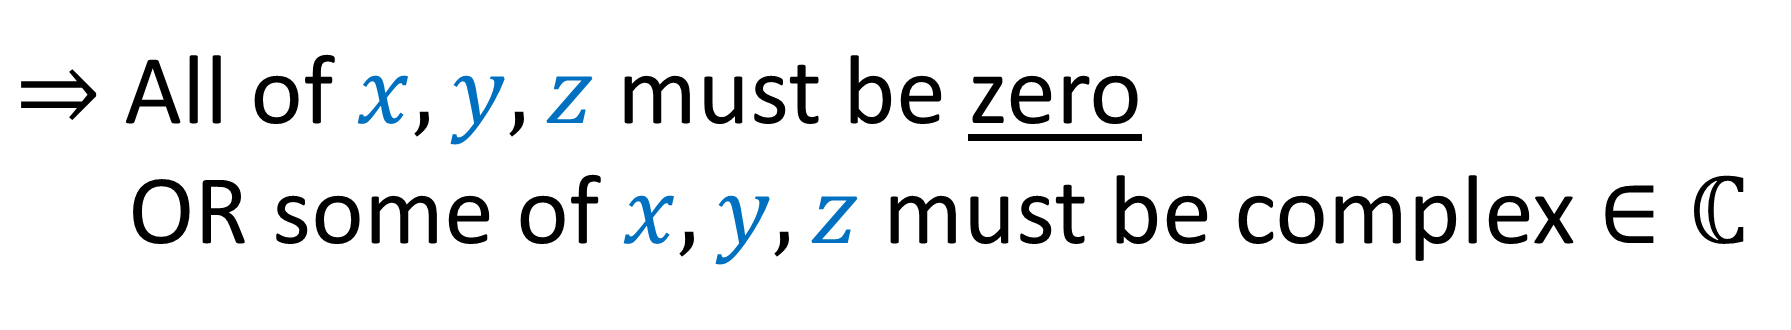 ⇒ All of x, y, z must be zero
OR some of x, y, z must be complex ∈ ℂ